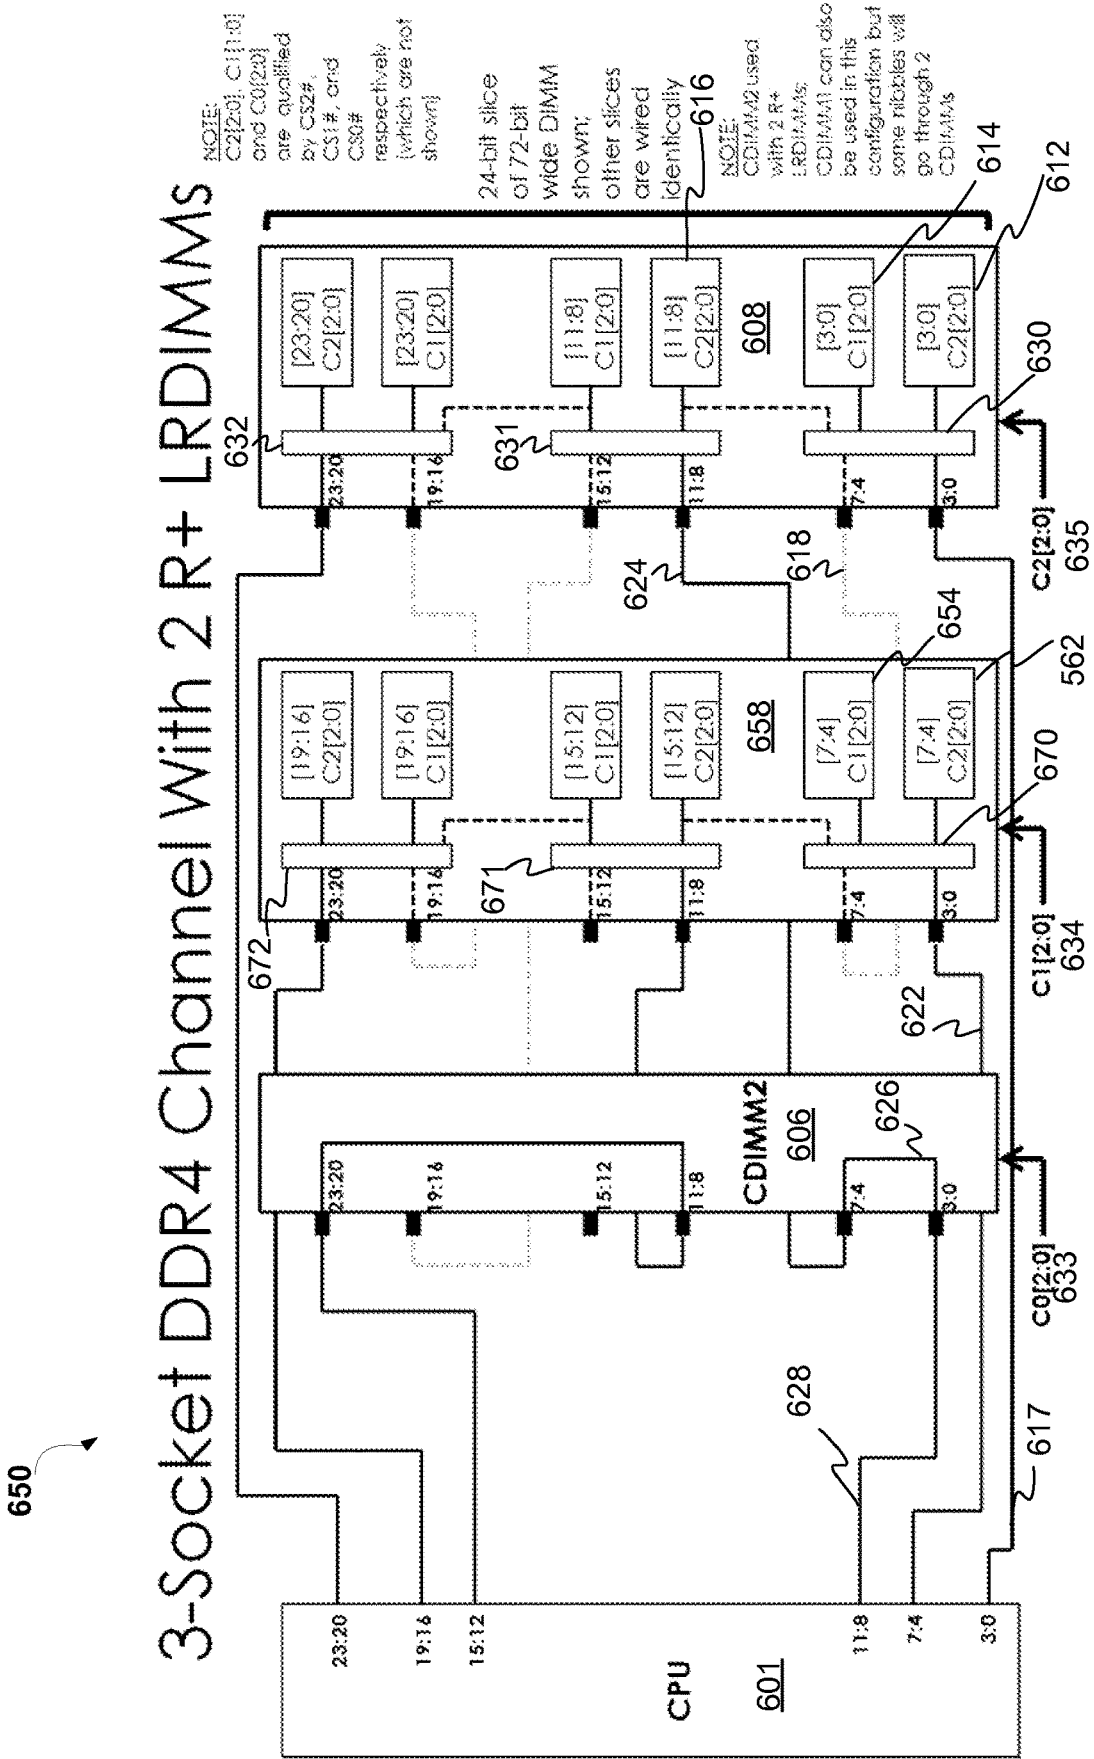 650
3-Socket DDR4 Channel With 2 R+ LRDIMMs
NOTE:
C2[2:0], C1[1:0]
and C0[2:0]
are qualified
by CS2#,
CS1#, and
CS0#
respectively
(which are not
shown)
24-bit slice
of 72-bit
wide DIMM
shown;
other slices
are wired
identically
NOTE:
CDIMM2 used
with 2 R+
LRDIMMs;
CDIMM1 can also
be used in this
configuration but
some nibbles will
go through 2
CDIMMs
CPU
601
23:20
19:16
15:12
11:8
7:4
3:0
628
617
CDIMM2
606
23:20
19:16
15:12
11:8
7:4
3:0
626
C0[2:0]
633
622
672
671
670
23:20
19:16
15:12
11:8
7:4
3:0
[19:16]
C2[2:0]
[19:16]
C1[2:0]
[15:12]
C1[2:0]
[15:12]
C2[2:0]
658
[7:4]
C1[2:0]
[7:4]
C2[2:0]
654
562
C1[2:0]
634
624
618
632
631
630
23:20
19:16
15:12
11:8
7:4
3:0
[23:20]
C2[2:0]
[23:20]
C1[2:0]
[11:8]
C1[2:0]
[11:8]
C2[2:0]
608
[3:0]
C1[2:0]
[3:0]
C2[2:0]
616
614
612
C2[2:0]
635